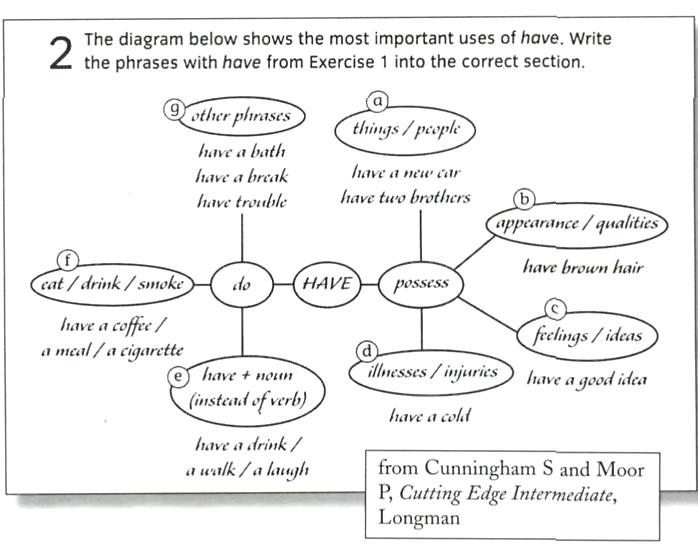 2 The diagram below shows the most important uses of have. Write
the phrases with have from Exercise 1 into the correct section.
g other phrases
have a bath
have a break
have trouble
a things / people
have a new car
have two brothers
b appearance / qualities
have brown hair
f eat / drink / smoke
have a coffee /
a meal / a cigarette
do
HAVE
possess
c feelings / ideas
have a good idea
d illnesses / injuries
have a cold
e have + noun
(instead of verb)
have a drink /
a walk / a laugh
from Cunningham S and Moor
P, Cutting Edge Intermediate,
Longman